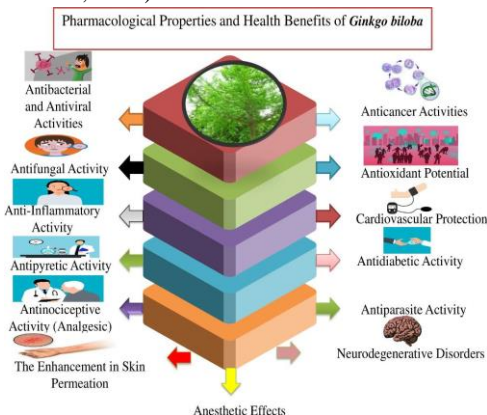 Pharmacological Properties and Health Benefits of Ginkgo biloba
Antibacterial
and Antiviral
Activities
Antifungal Activity
Anti-Inflammatory
Activity
Antipyretic Activity
Antinociceptive
Activity (Analgesic)
The Enhancement in Skin
Permeation
Anticancer Activities
Antioxidant Potential
Cardiovascular Protection
Antidiabetic Activity
Antiparasite Activity
Neurodegenerative Disorders
Anesthetic Effects